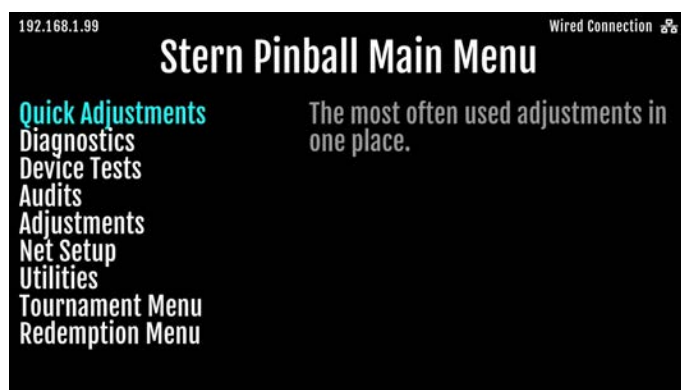 192.168.1.99
Wired Connection
Stern Pinball Main Menu
Quick Adjustments
Diagnostics
Device Tests
Audits
Adjustments
Net Setup
Utilities
Tournament Menu
Redemption Menu
The most often used adjustments in
one place.